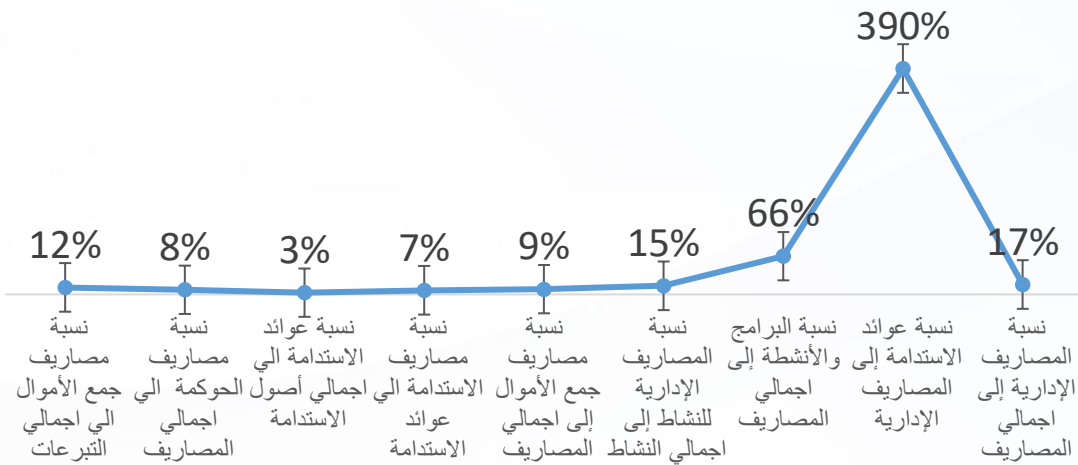 390%
66%
17%
15%
9%
7%
3%
8%
12%
نسبة
المصاريف
الإدارية إلى
اجمالي
المصاريف
نسبة عوائد
الاستدامة إلى
المصاريف
الإدارية
نسبة البرامج
والأنشطة إلى
اجمالي
المصاريف
نسبة
المصاريف
الإدارية
للنشاط إلى
اجمالي النشاط
نسبة
مصاريف
جمع الأموال
إلى اجمالي
المصاريف
نسبة
مصاريف
الاستدامة الي
عوائد
الاستدامة
نسبة عوائد
الاستدامة الي
اجمالي أصول
الاستدامة
نسبة
مصاريف
الحوكمة الي
اجمالي
المصاريف
نسبة
مصاريف
جمع الأموال
الي اجمالي
التبرعات